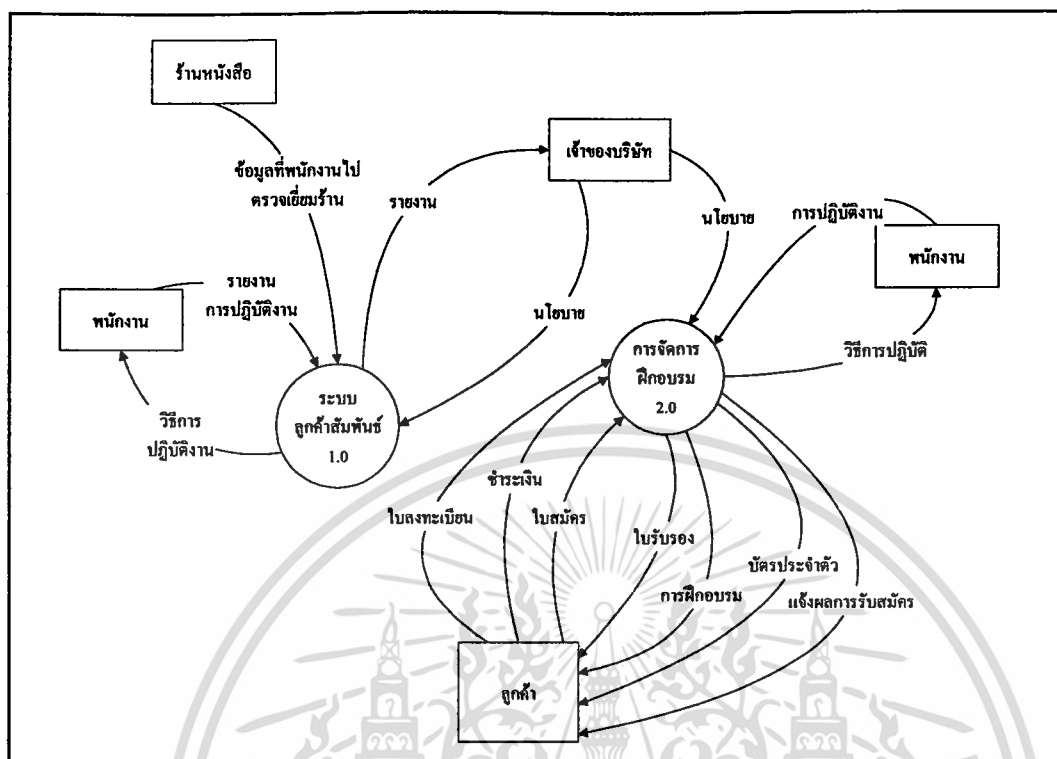 ร้านหนังสือ
ข้อมูลที่พนักงานไป
ตรวจเยี่ยมร้าน
รายงาน
เจ้าของบริษัท
นโยบาย
การปฏิบัติงาน
พนักงาน
รายงาน
การปฏิบัติงาน
พนักงาน
นโยบาย
การจัดการ
ฝึกอบรม
2.0
วิธีการปฏิบัติ
ระบบ
ลูกค้าสัมพันธ์
1.0
วิธีการ
ปฏิบัติงาน
ใบลงทะเบียน
ชำระเงิน
ใบสมัคร
ใบรับรอง
การฝึกอบรม
บัตรประจำตัว
แจ้งผลการรับสมัคร
ลูกค้า